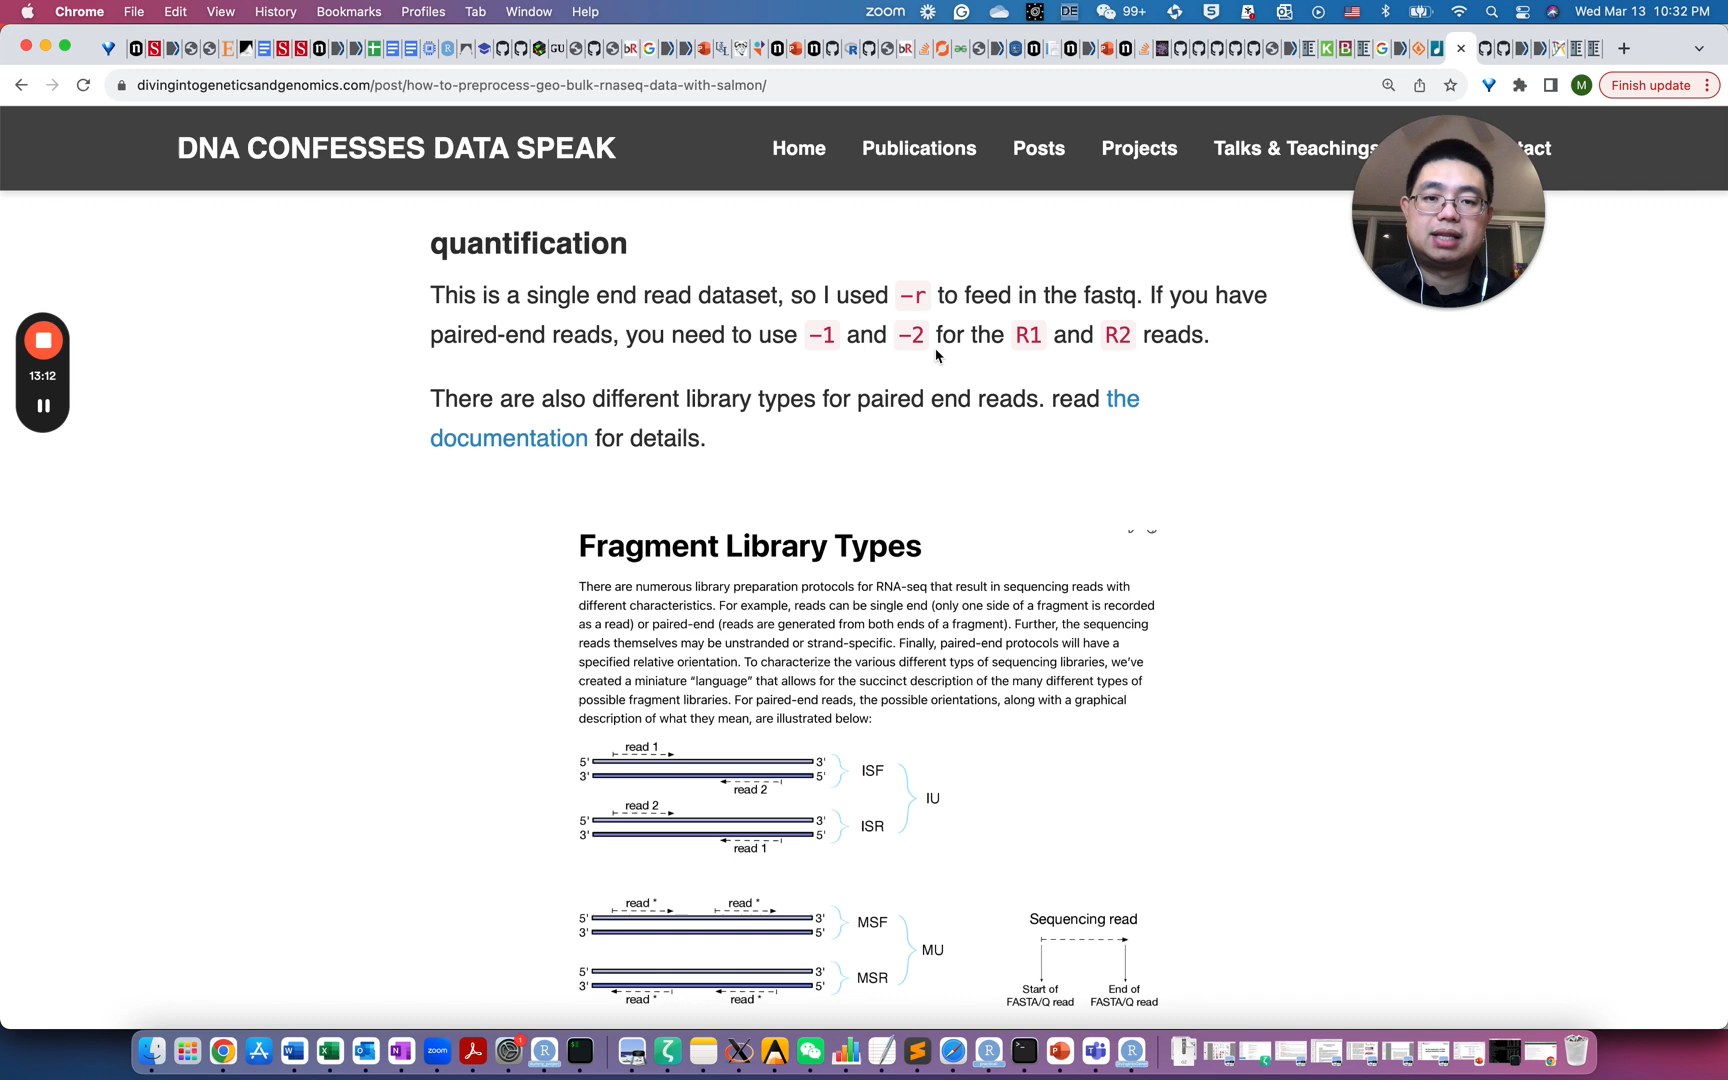 Chrome File Edit View History Bookmarks Profiles Tab Window Help
zoom
DE
99+
Wed Mar 13 10:32 PM
divingintogeneticsandgenomics.com/post/how-to-preprocess-geo-bulk-rnaseq-data-with-salmon/
M
Finish update
DNA CONFESSES DATA SPEAK
Home Publications Posts Projects Talks & Teachings
tact
quantification
This is a single end read dataset, so I used -r to feed in the fastq. If you have
paired-end reads, you need to use -1 and -2 for the R1 and R2 reads.
13:12
There are also different library types for paired end reads. read the
documentation for details.
Fragment Library Types
There are numerous library preparation protocols for RNA-seq that result in sequencing reads with
different characteristics. For example, reads can be single end (only one side of a fragment is recorded
as a read) or paired-end (reads are generated from both ends of a fragment). Further, the sequencing
reads themselves may be unstranded or strand-specific. Finally, paired-end protocols will have a
specified relative orientation. To characterize the various different typs of sequencing libraries, we've
created a miniature “language” that allows for the succinct description of the many different types of
possible fragment libraries. For paired-end reads, the possible orientations, along with a graphical
description of what they mean, are illustrated below:
read 1
5' 3'
3' 5'
read 2
ISF
IU
read 2
5' 3'
3' 5'
read 1
ISR
read * read *
5' 3'
3' 5'
MSF
MU
5' 3'
3' 5'
read * read *
MSR
Sequencing read
Start of End of
FASTA/Q read FASTA/Q read
zoom
1